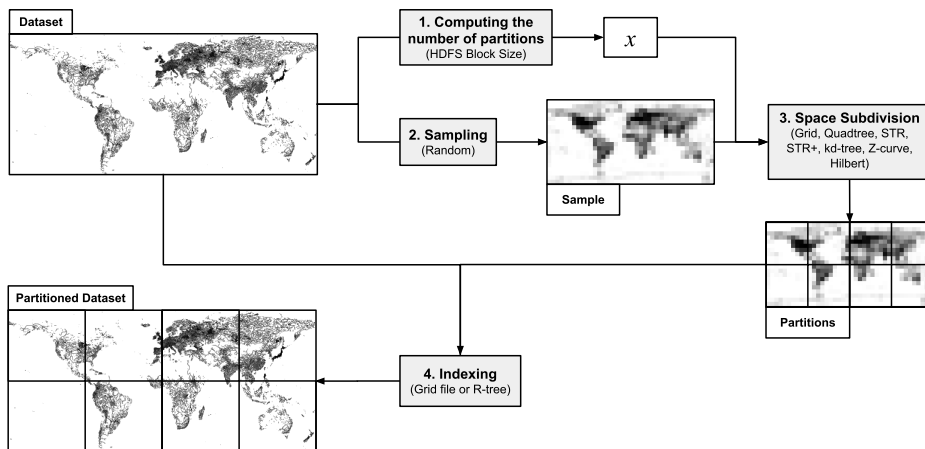 Dataset
1. Computing the
number of partitions
(HDFS Block Size)
x
2. Sampling
(Random)
Sample
3. Space Subdivision
(Grid, Quadtree, STR,
STR+, kd-tree, Z-curve,
Hilbert)
Partitions
Partitioned Dataset
4. Indexing
(Grid file or R-tree)